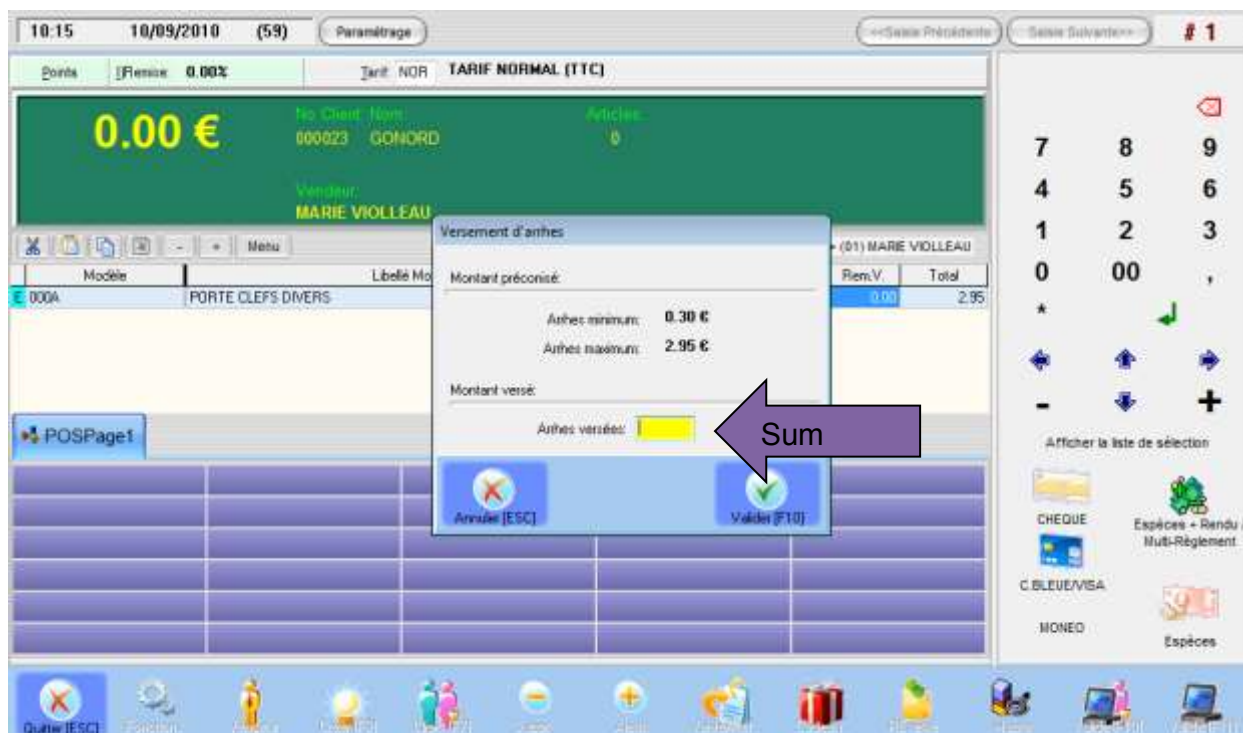 10:15 10/09/2010 (59) Paramétrage <<Saisie Précédente Saisie Suivante>> # 1
Points Remise 0.00% Tarif NOR TARIF NORMAL (TTC)
0.00 €
No Client Nom: Articles:
000023 GONORD 0
Vendeur:
MARIE VIOLLEAU
- + Menu (01) MARIE VIOLLEAU
Modèle Libellé Mo Rem.V. Total
E 000A PORTE CLEFS DIVERS 0.00 2.95
Versement d'arrhes
Montant préconisé:
Arrhes minimum: 0.30 €
Arrhes maximum: 2.95 €
Montant versé:
Arrhes versées:
Sum
Annuler [ESC] Valider [F10]
POSPage1
7 8 9
4 5 6
1 2 3
0 00 ,
*
- +
Afficher la liste de sélection
CHEQUE
Espèces + Rendu
Multi-Règlement
C.BLEUE/VISA
MONEO
Espèces
Quitter [ESC]